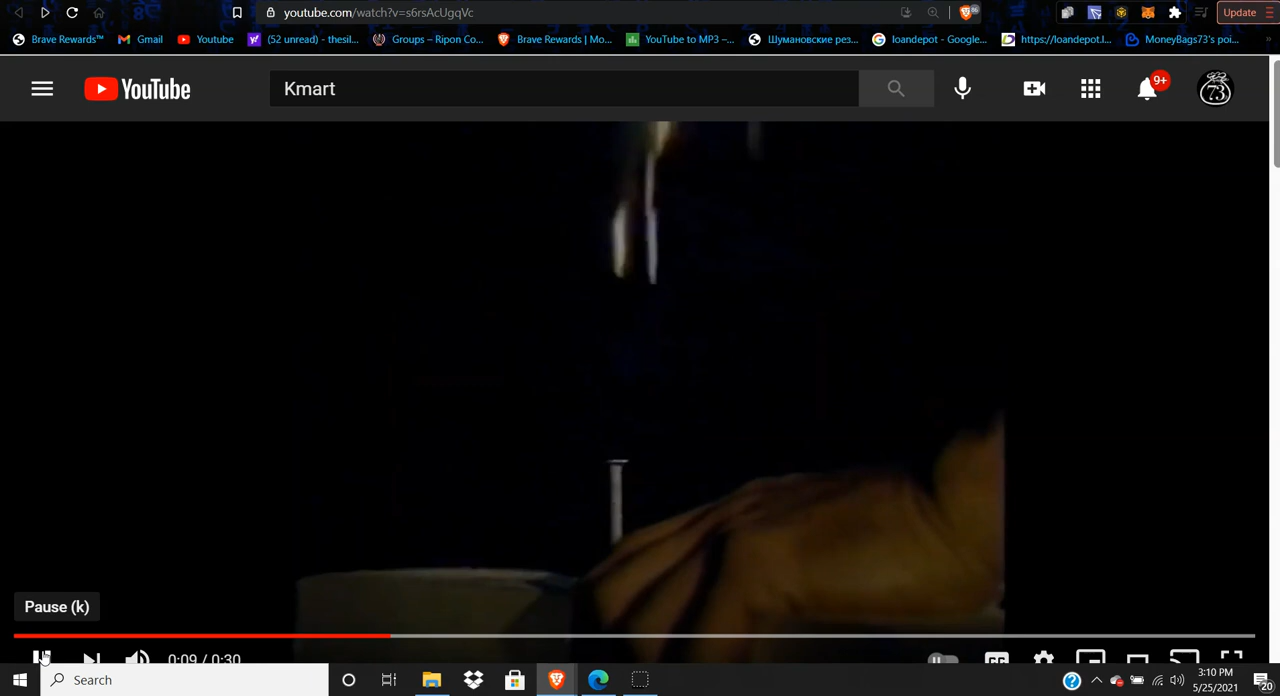 youtube.com/watch?v=s6rsAcUgqVc
86
Update
Brave Rewards™ Gmail Youtube (52 unread) - thesil... Groups – Ripon Co... Brave Rewards | Mo... YouTube to MP3 –... Шумановские рез... loandepot - Google... https://loandepot.l... MoneyBags73's poi... »
YouTube Kmart 9+ 73
Pause (k)
0:09 / 0:30 CC
Search 3:10 PM
5/25/2021 20